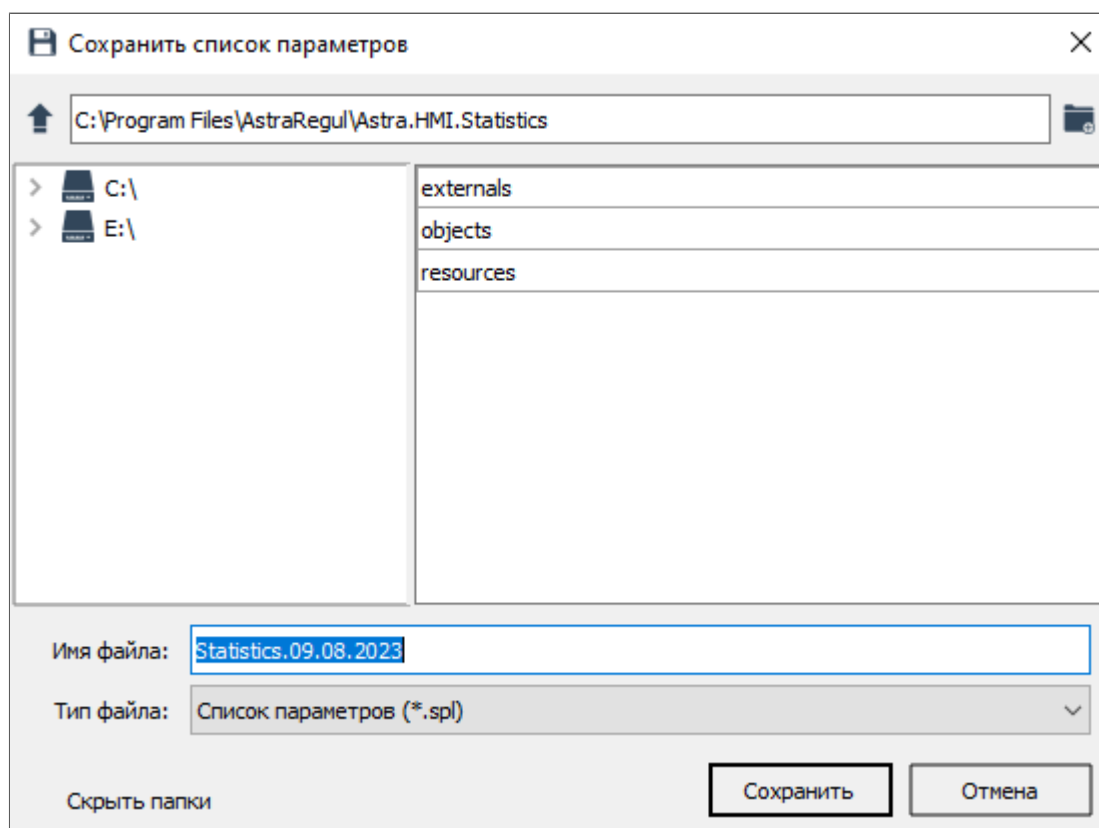 Сохранить список параметров
C:\Program Files\AstraRegul\Astra.HMI.Statistics
C:\
E:\
externals
objects
resources
Имя файла: Statistics.09.08.2023
Тип файла: Список параметров (*.spl)
Скрыть папки
Сохранить
Отмена